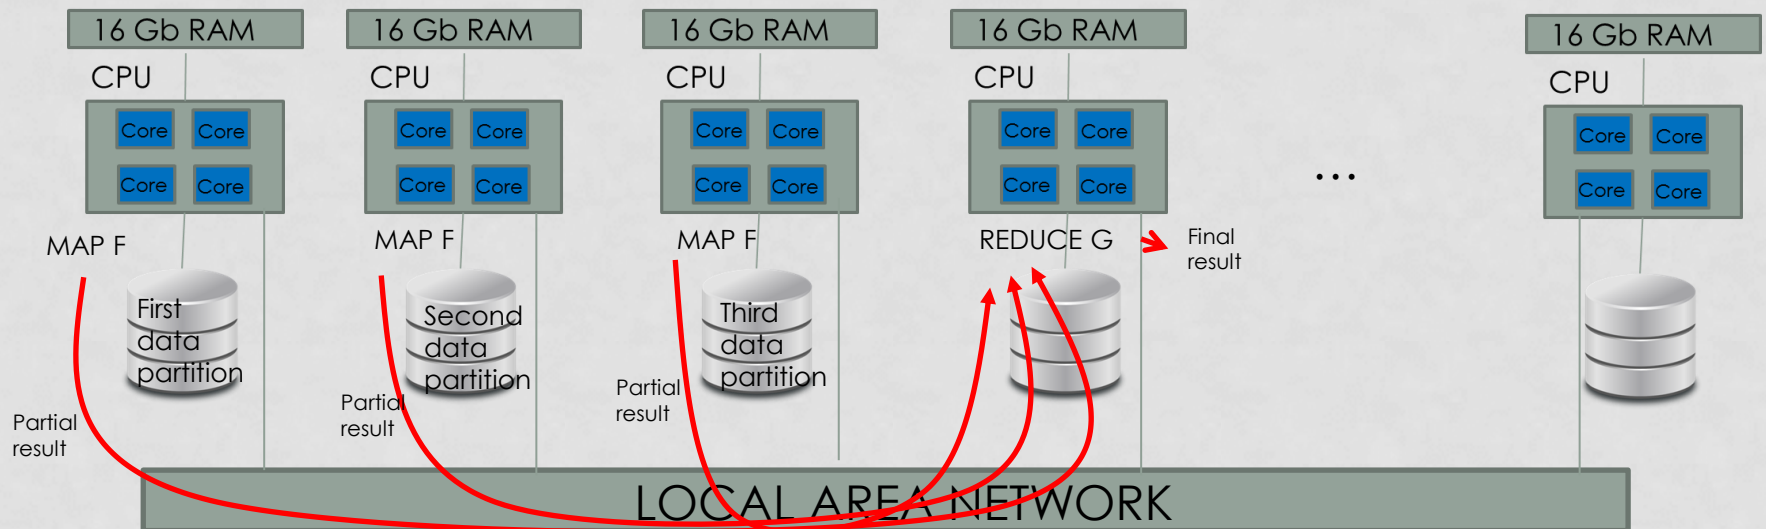 16 Gb RAM
16 Gb RAM
16 Gb RAM
16 Gb RAM
16 Gb RAM
CPU
CPU
CPU
CPU
CPU
Core Core
Core Core
Core Core
Core Core
Core Core
Core Core
Core Core
Core Core
Core Core
Core Core
...
MAP F
MAP F
MAP F
REDUCE G
Final
result
First
data
partition
Second
data
partition
Third
data
partition
Partial
result
Partial
result
Partial
result
LOCAL AREA NETWORK